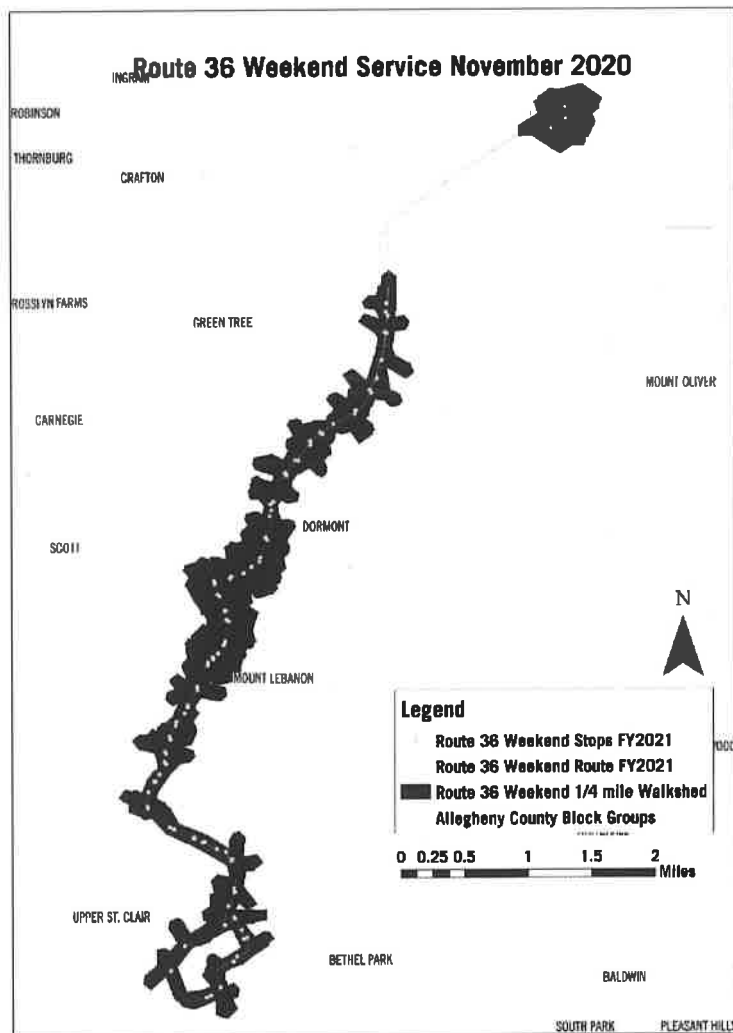 Route 36 Weekend Service November 2020
INGRAM
ROBINSON
THORNBURG
CRAFTON
ROSSLYN FARMS
GREEN TREE
MOUNT OLIVER
CARNEGIE
DORMONT
SCOTT
N
MOUNT LEBANON
Legend
Route 36 Weekend Stops FY2021
Route 36 Weekend Route FY2021
Route 36 Weekend 1/4 mile Walkshed
Allegheny County Block Groups
0 0.25 0.5 1 1.5 2
Miles
UPPER ST. CLAIR
BETHEL PARK
BALDWIN
SOUTH PARK
PLEASANT HILLS